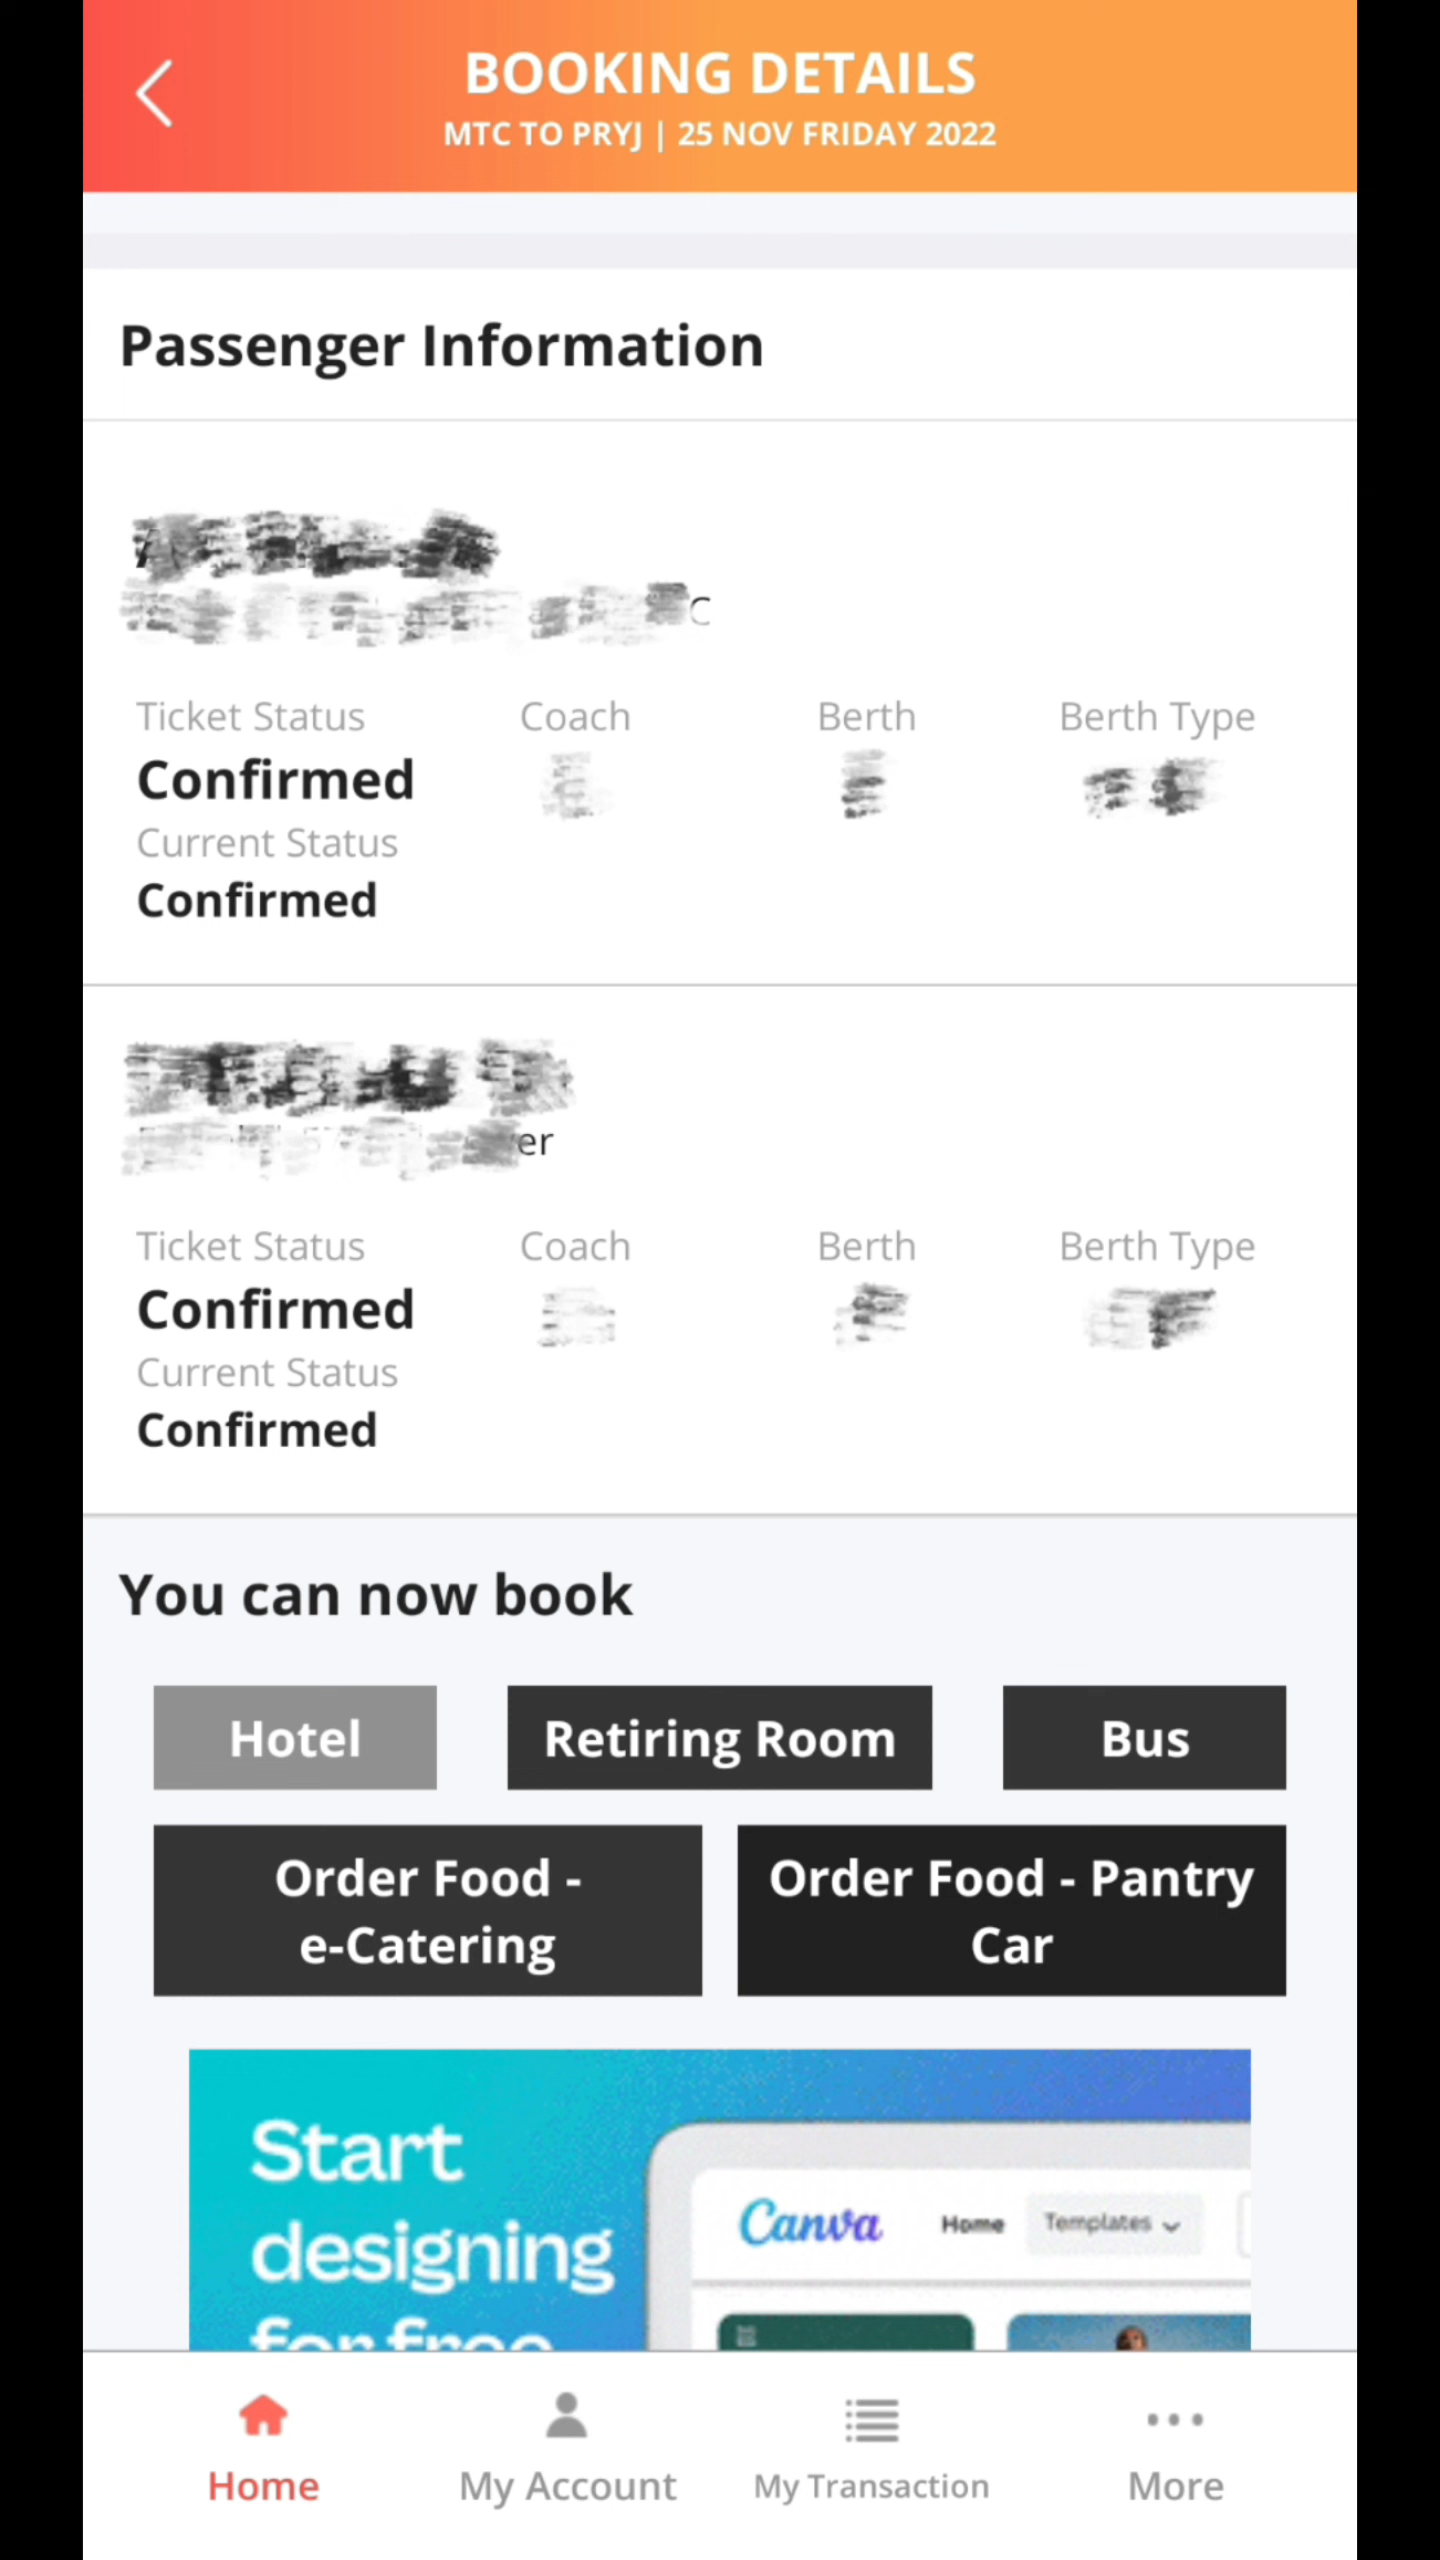 BOOKING DETAILS
MTC TO PRYJ | 25 NOV FRIDAY 2022
Passenger Information
C
Ticket Status Coach Berth Berth Type
Confirmed
Current Status
Confirmed
er
Ticket Status Coach Berth Berth Type
Confirmed
Current Status
Confirmed
You can now book
Hotel Retiring Room Bus
Order Food -
e-Catering
Order Food - Pantry
Car
Start
designing
for free
Canva Home Templates
Home My Account My Transaction More